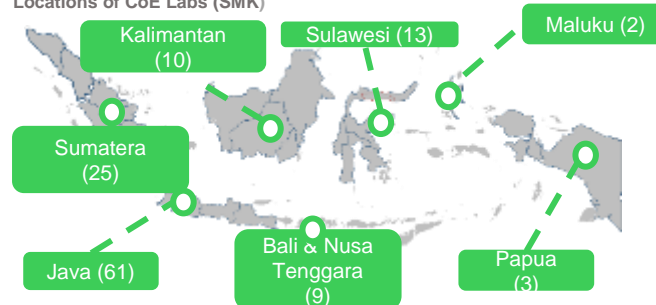 Locations of CoE Labs (SMK)
Kalimantan
(10)
Sulawesi (13)
Maluku (2)
Sumatera
(25)
Java (61)
Bali & Nusa
Tenggara
(9)
Papua
(3)